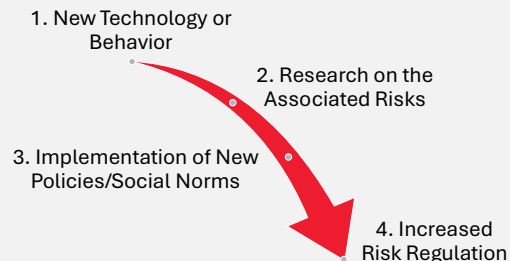 1. New Technology or
Behavior
2. Research on the
Associated Risks
3. Implementation of New
Policies/Social Norms
4. Increased
Risk Regulation